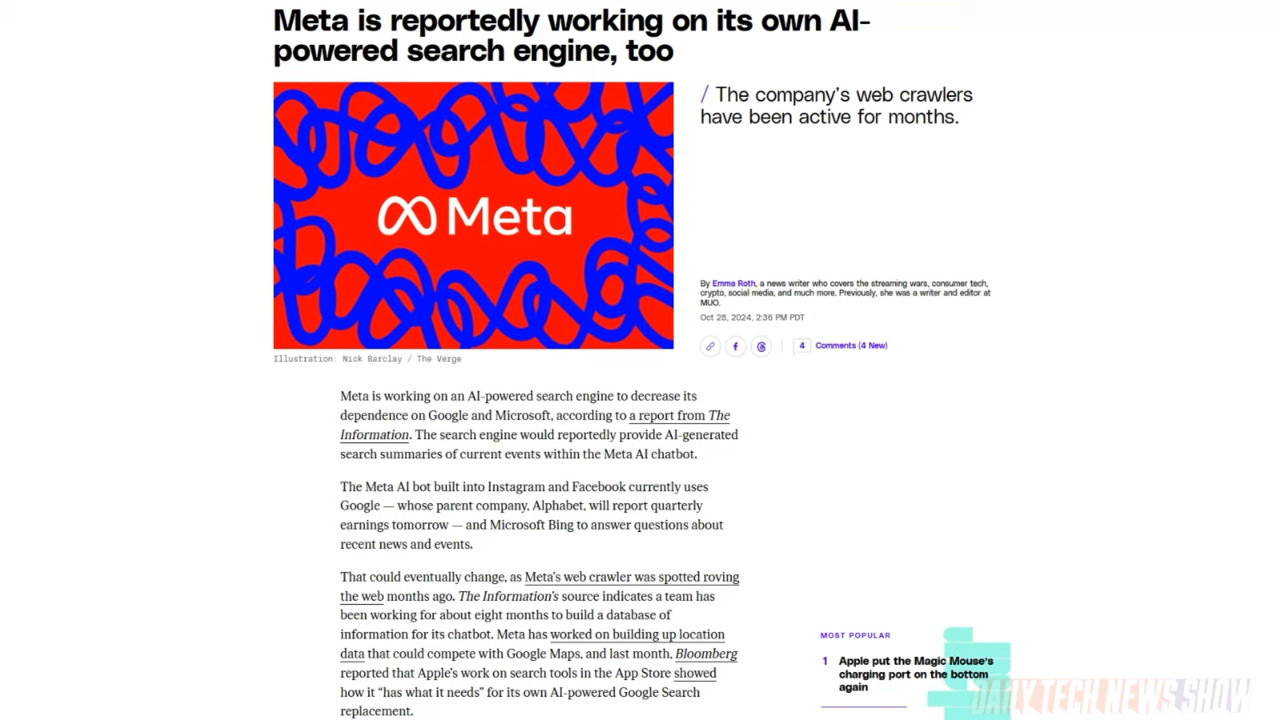 Meta is reportedly working on its own AI-
powered search engine, too
Meta
/ The company's web crawlers
have been active for months.
By Emma Roth, a news writer who covers the streaming wars, consumer tech,
crypto, social media, and much more. Previously, she was a writer and editor at
MUO.
Oct 28, 2024, 2:36 PM PDT
4 Comments (4 New)
Illustration: Nick Barclay / The Verge
Meta is working on an AI-powered search engine to decrease its
dependence on Google and Microsoft, according to a report from The
Information. The search engine would reportedly provide AI-generated
search summaries of current events within the Meta AI chatbot.
The Meta AI bot built into Instagram and Facebook currently uses
Google — whose parent company, Alphabet, will report quarterly
earnings tomorrow — and Microsoft Bing to answer questions about
recent news and events.
That could eventually change, as Meta's web crawler was spotted roving
the web months ago. The Information's source indicates a team has
been working for about eight months to build a database of
information for its chatbot. Meta has worked on building up location
data that could compete with Google Maps, and last month, Bloomberg
reported that Apple's work on search tools in the App Store showed
how it “has what it needs” for its own AI-powered Google Search
replacement.
MOST POPULAR
1 Apple put the Magic Mouse's
charging port on the bottom
again
DAILY TECH NEWS SHOW